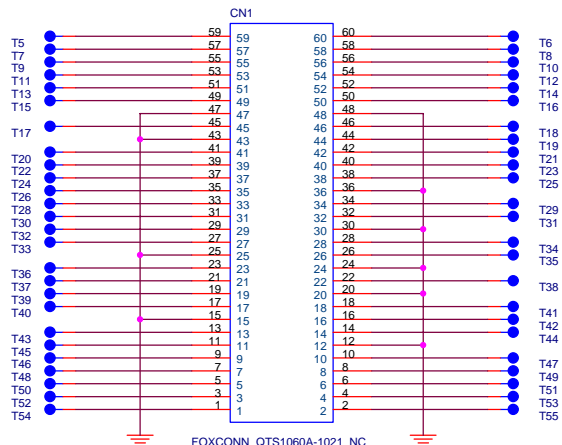 CN1
T5 59 59 60 60 T6
T7 57 57 58 58 T8
T9 55 55 56 56 T10
T11 53 53 54 54 T12
T13 51 51 52 52 T14
T15 49 49 50 50 T16
47 47 48 48
T17 45 45 46 46 T18
43 43 44 44 T19
T20 41 41 42 42 T21
T22 39 39 40 40 T23
T24 37 37 38 38 T25
T26 35 35 36 36
T28 33 33 34 34 T29
T30 31 31 32 32 T31
T32 29 29 30 30
T33 27 27 28 28 T34
25 25 26 26 T35
T36 23 23 24 24
T37 21 21 22 22 T38
T39 19 19 20 20
T40 17 17 18 18 T41
15 15 16 16 T42
T43 13 13 14 14 T44
T45 11 11 12 12
T46 9 9 10 10 T47
T48 7 7 8 8 T49
T50 5 5 6 6 T51
T52 3 3 4 4 T53
T54 1 1 2 2 T55
FOXCONN_QTS1060A-1021_NC